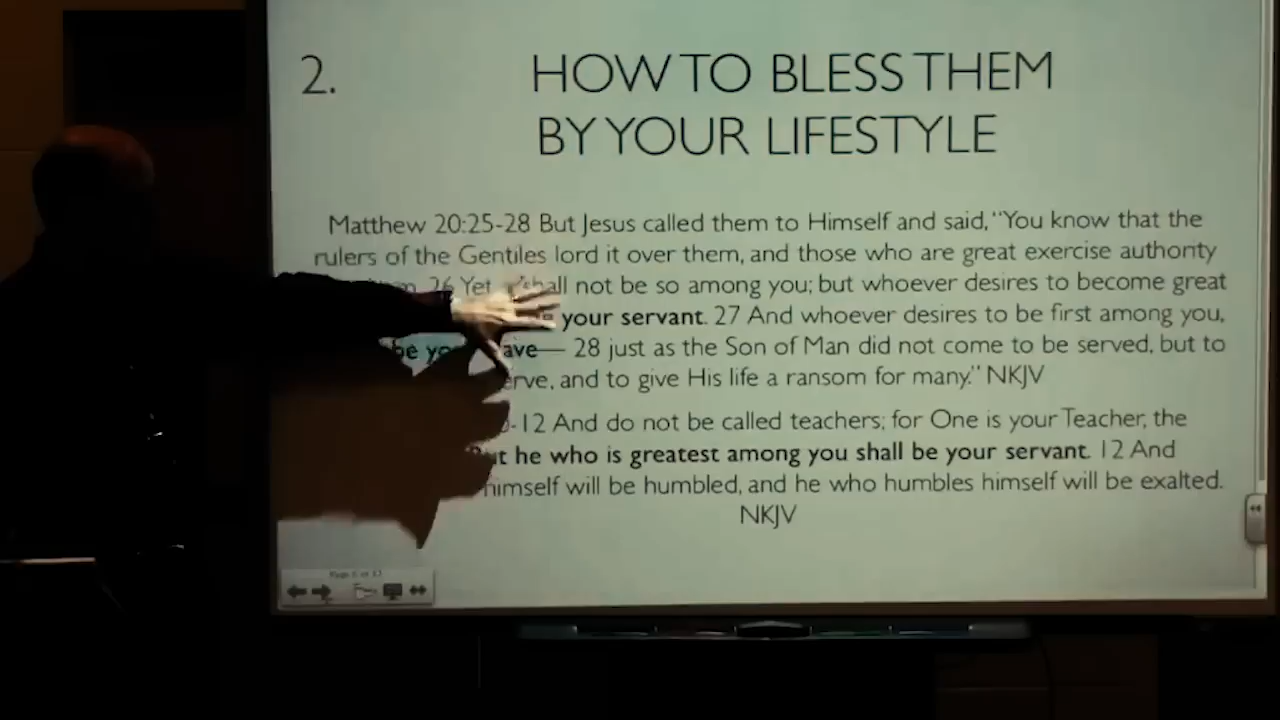 2.
HOW TO BLESS THEM
BY YOUR LIFESTYLE
Matthew 20:25-28 But Jesus called them to Himself and said, "You know that the
rulers of the Gentiles lord it over them, and those who are great exercise authority
26 Yet shall not be so among you; but whoever desires to become great
your servant. 27 And whoever desires to be first among you,
be 28 just as the Son of Man did not come to be served, but to
and to give His life a ransom for many." NKJV
-12 And do not be called teachers; for One is your Teacher, the
he who is greatest among you shall be your servant. 12 And
himself will be humbled, and he who humbles himself will be exalted.
NKJV